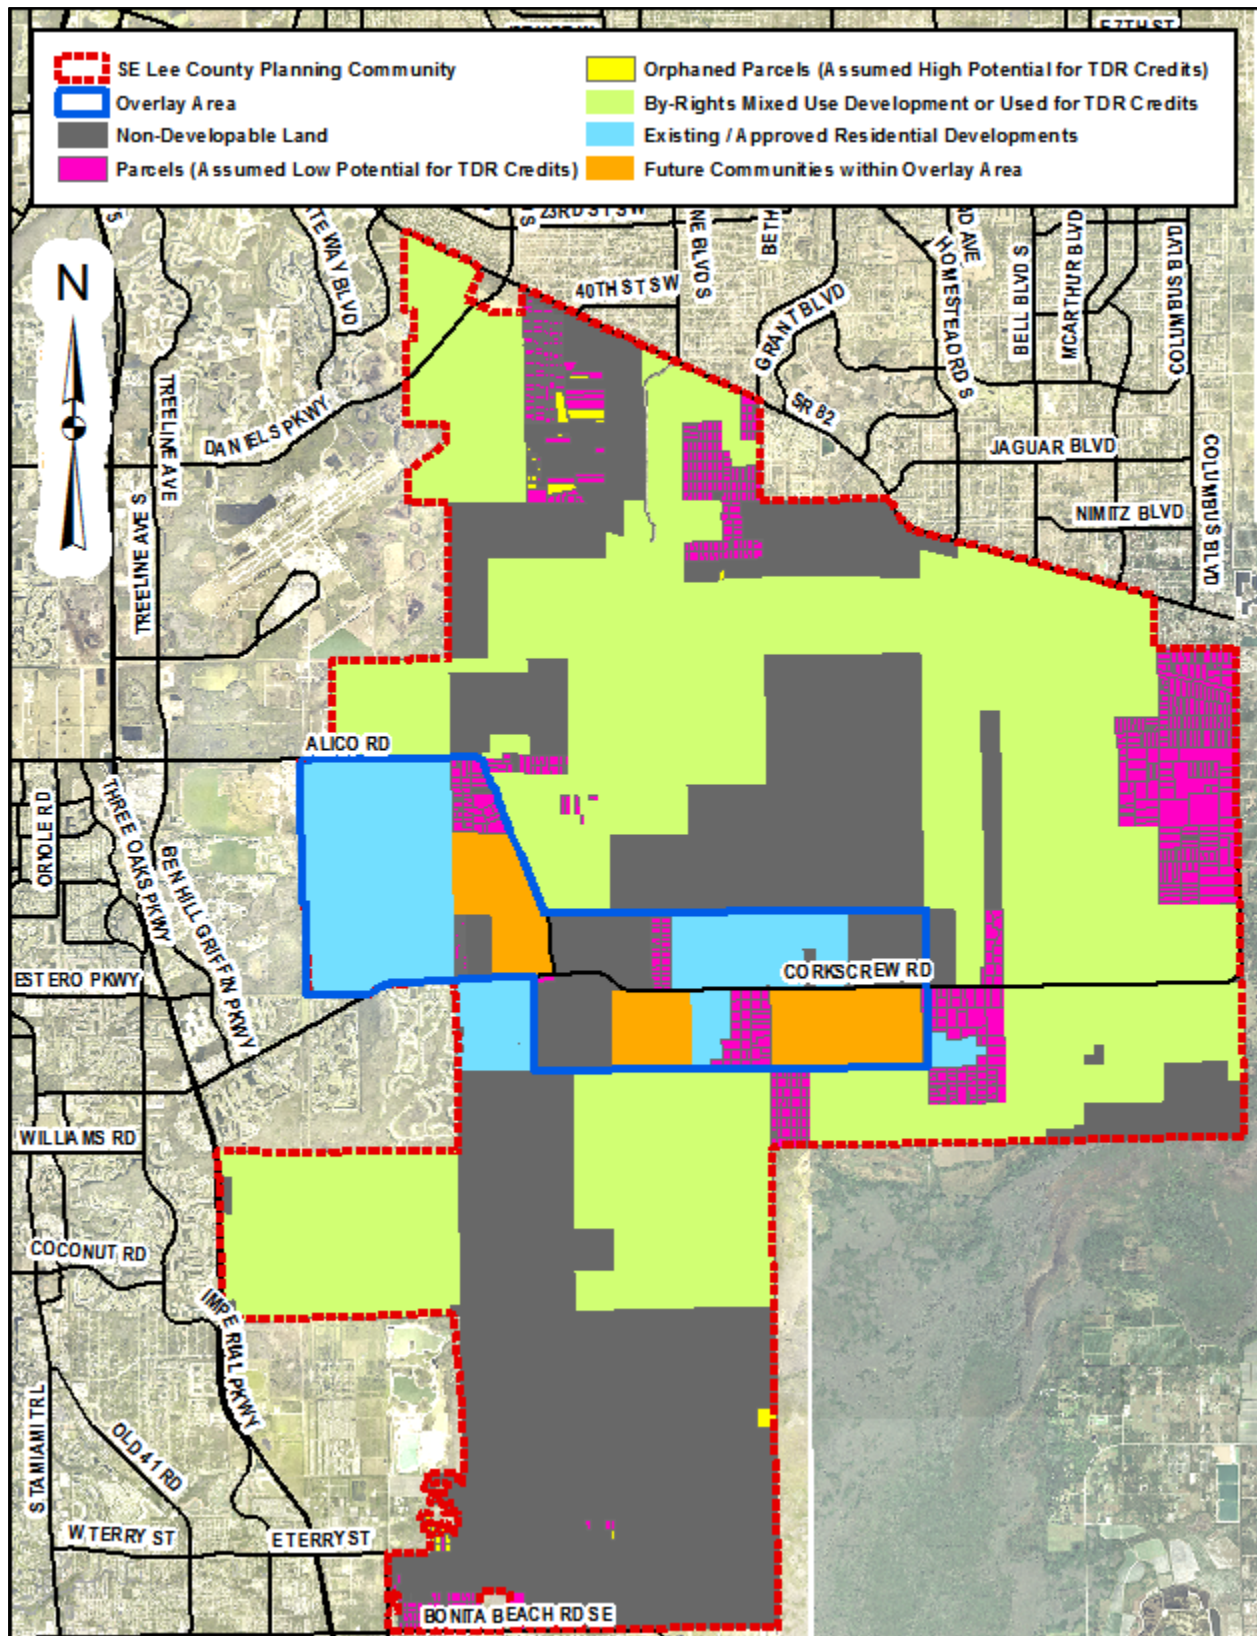 E 7TH ST
SE Lee County Planning Community
Overlay Area
Non-Developable Land
Parcels (Assumed Low Potential for TDR Credits)
Orphaned Parcels (Assumed High Potential for TDR Credits)
By-Rights Mixed Use Development or Used for TDR Credits
Existing / Approved Residential Developments
Future Communities within Overlay Area
23RD ST SW
40TH ST SW
GRANT BLVD
SR 82
HOMESTEAD RD S
BELL BLVD S
MCARTHUR BLVD
COLUMBUS BLVD
N
DANIELS PKWY
TREELINE AVE
JAGUAR BLVD
NIMITZ BLVD
COLUMBUS BLVD
TREELINE AVE S
ALICO RD
ORIOLE RD
THREE OAKS PKWY
BEN HILL GRIFFIN PKWY
ESTERO PKWY
CORKSCREW RD
WILLIAMS RD
COCONUT RD
IMPERIAL PKWY
S TAMIAMI TRL
OLD 41 RD
W TERRY ST
E TERRY ST
BONITA BEACH RD SE